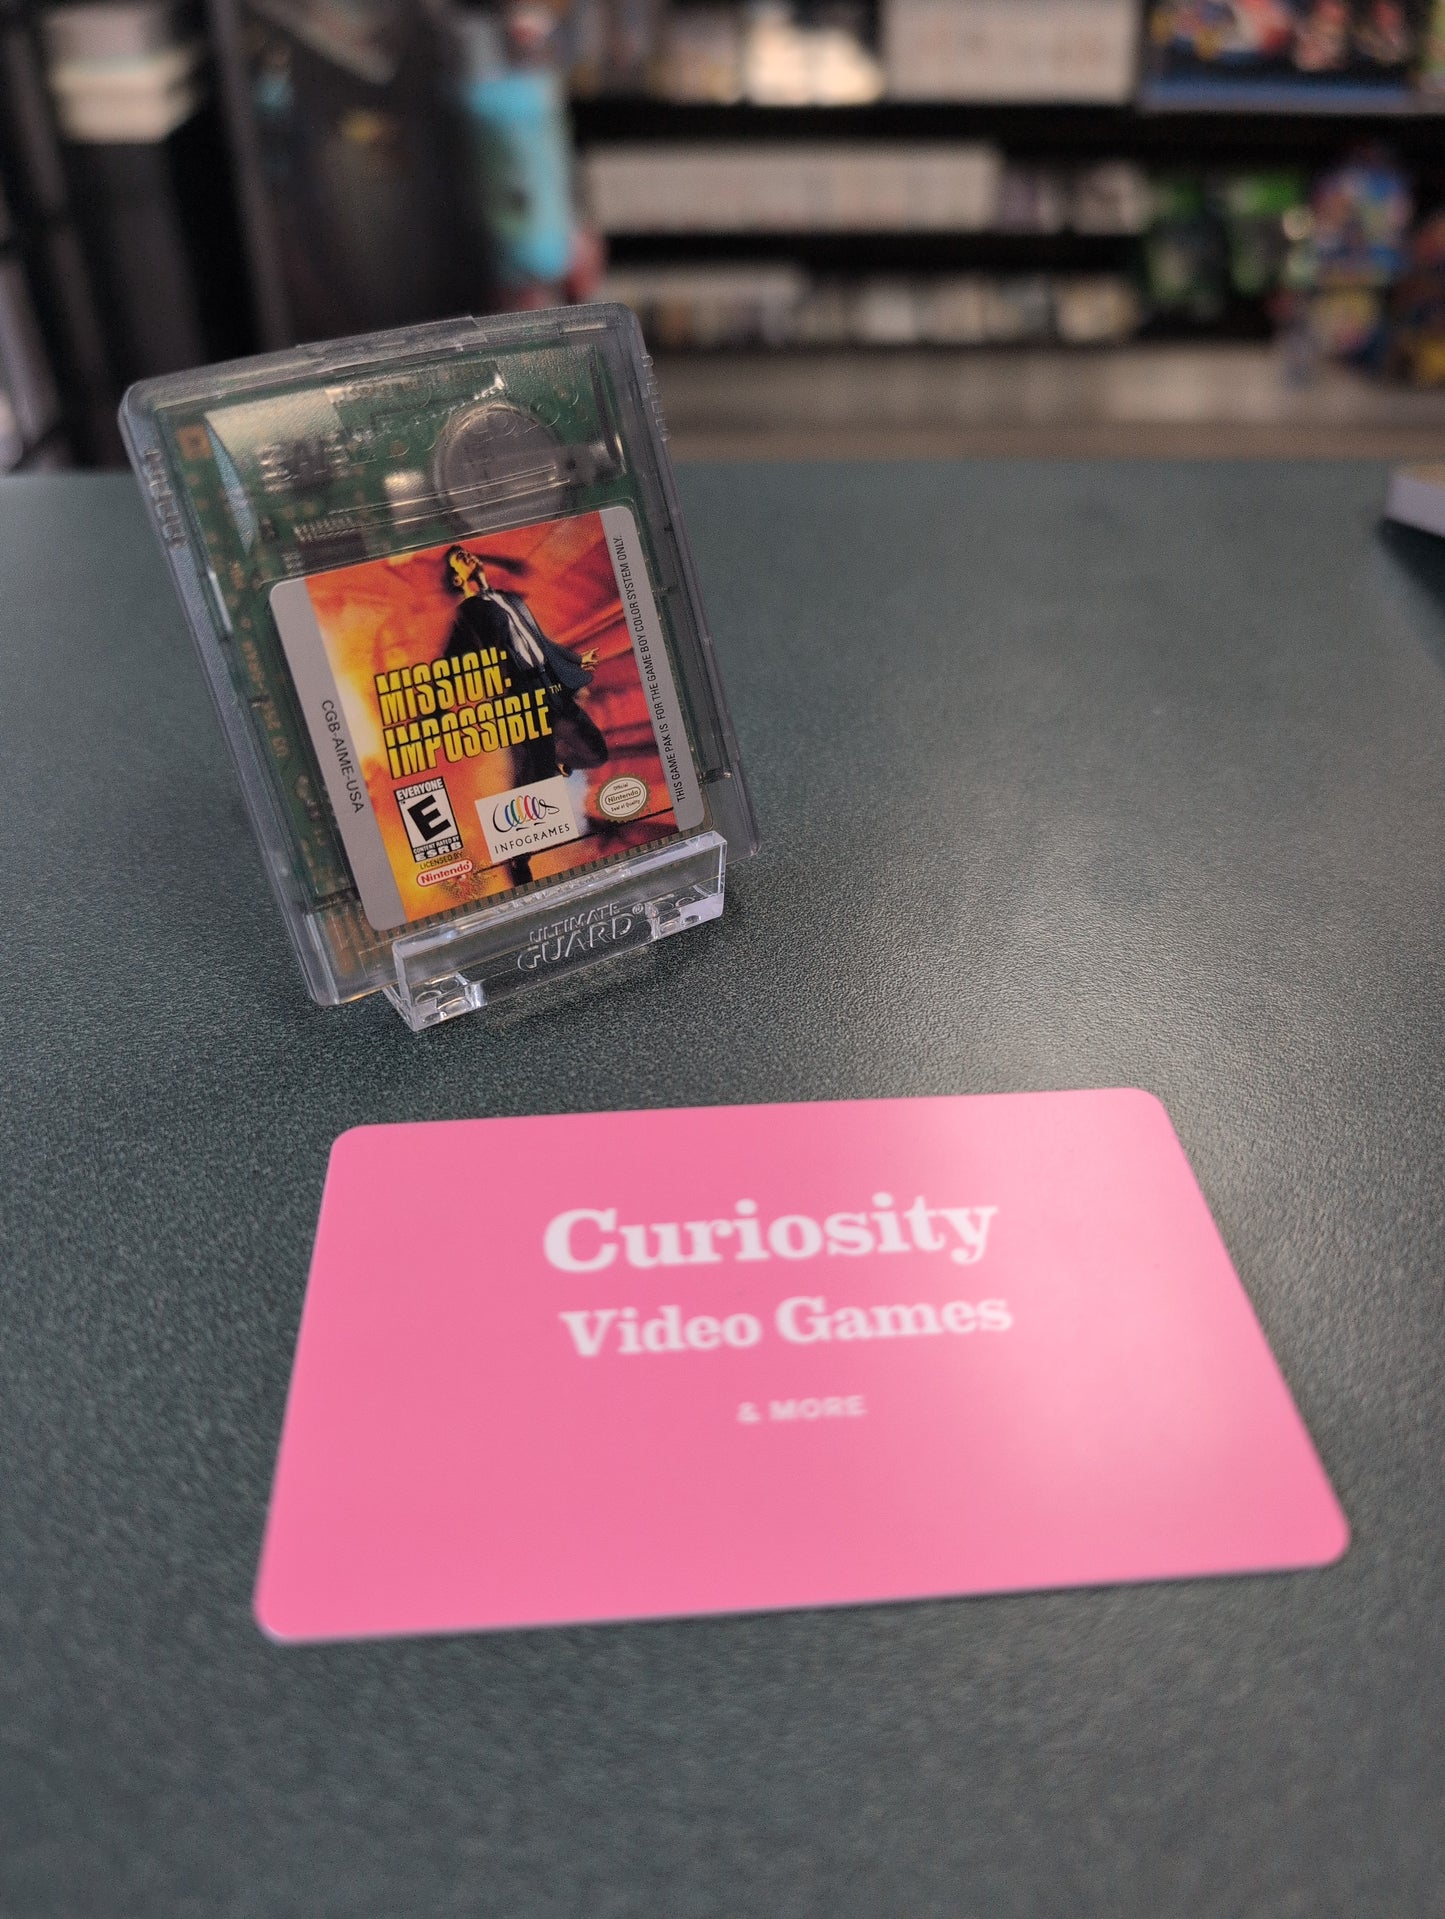 MISSION:
IMPOSSIBLE™
CGB-AIME-USA
THIS GAME PAK IS FOR THE GAME BOY COLOR SYSTEM ONLY.
EVERYONE
E
CONTENT RATED BY
ESRB
LICENSED BY
Nintendo
INFOGRAMES
Official
Nintendo
Seal of Quality
ULTIMATE
GUARD®
Curiosity
Video Games
& MORE